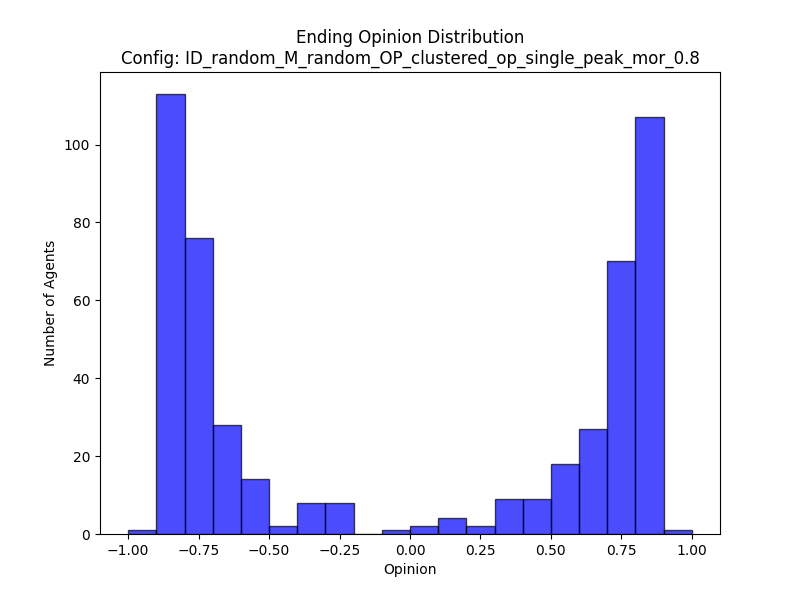 Ending Opinion Distribution
Config: ID_random_M_random_OP_clustered_op_single_peak_mor_0.8
Number of Agents
100
80
60
40
20
0
−1.00 −0.75 −0.50 −0.25 0.00 0.25 0.50 0.75 1.00
Opinion